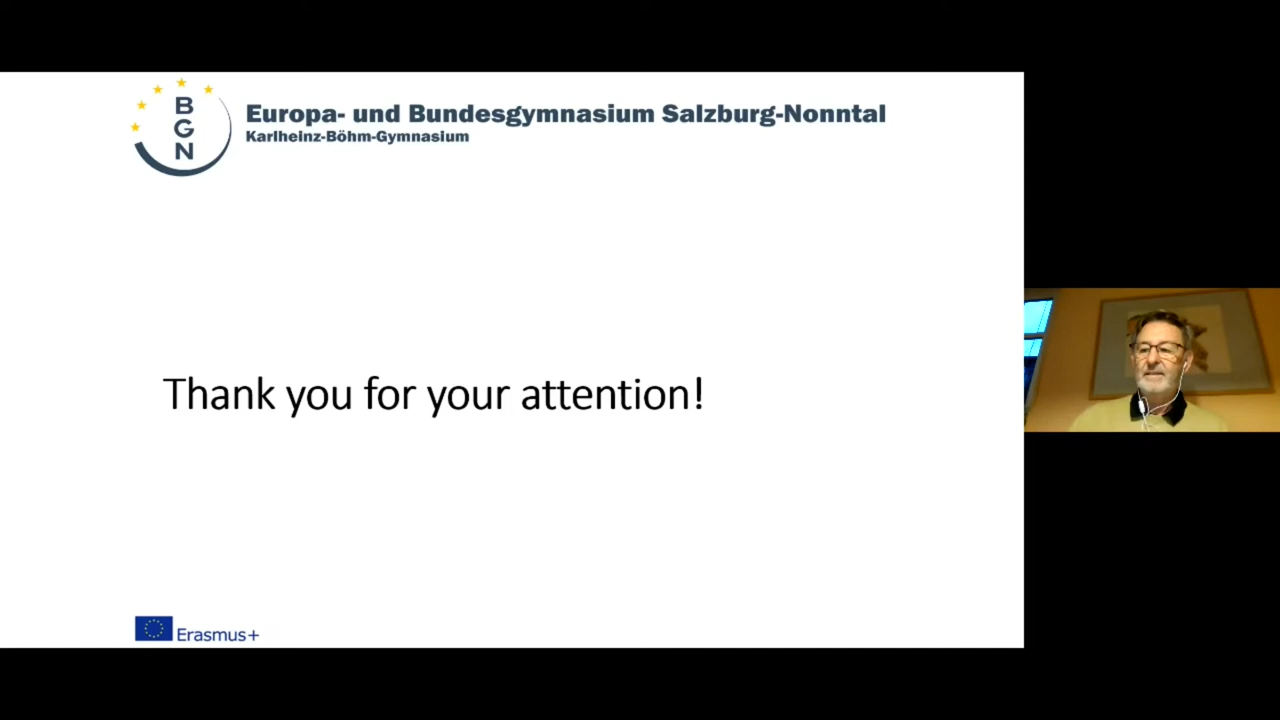 B
G
N
Europa- und Bundesgymnasium Salzburg-Nonntal
Karlheinz-Böhm-Gymnasium
Thank you for your attention!
Erasmus+